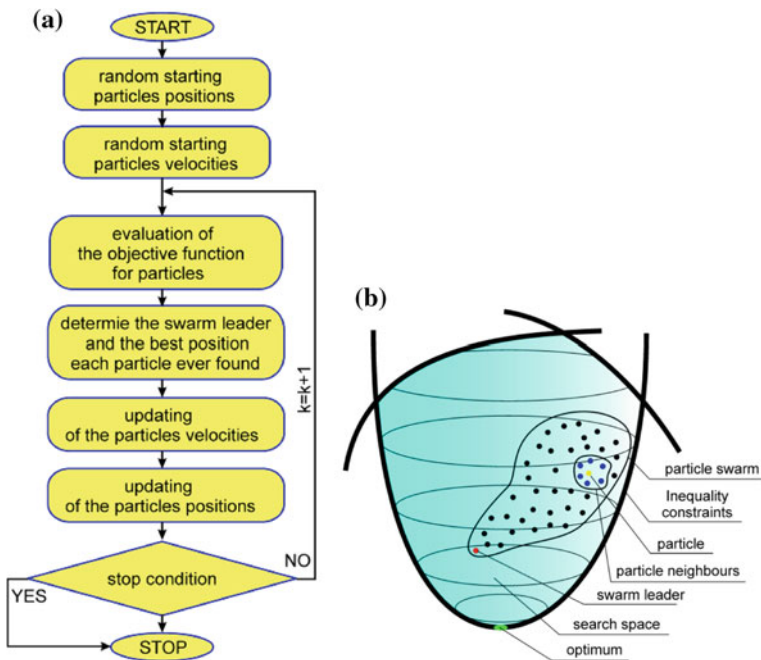 (a)
START
random starting
particles positions
random starting
particles velocities
evaluation of
the objective function
for particles
determie the swarm leader
and the best position
each particle ever found
updating
of the particles velocities
updating
of the particles positions
k=k+1
stop condition
NO
YES
STOP
(b)
particle swarm
Inequality
constraints
particle
particle neighbours
swarm leader
search space
optimum